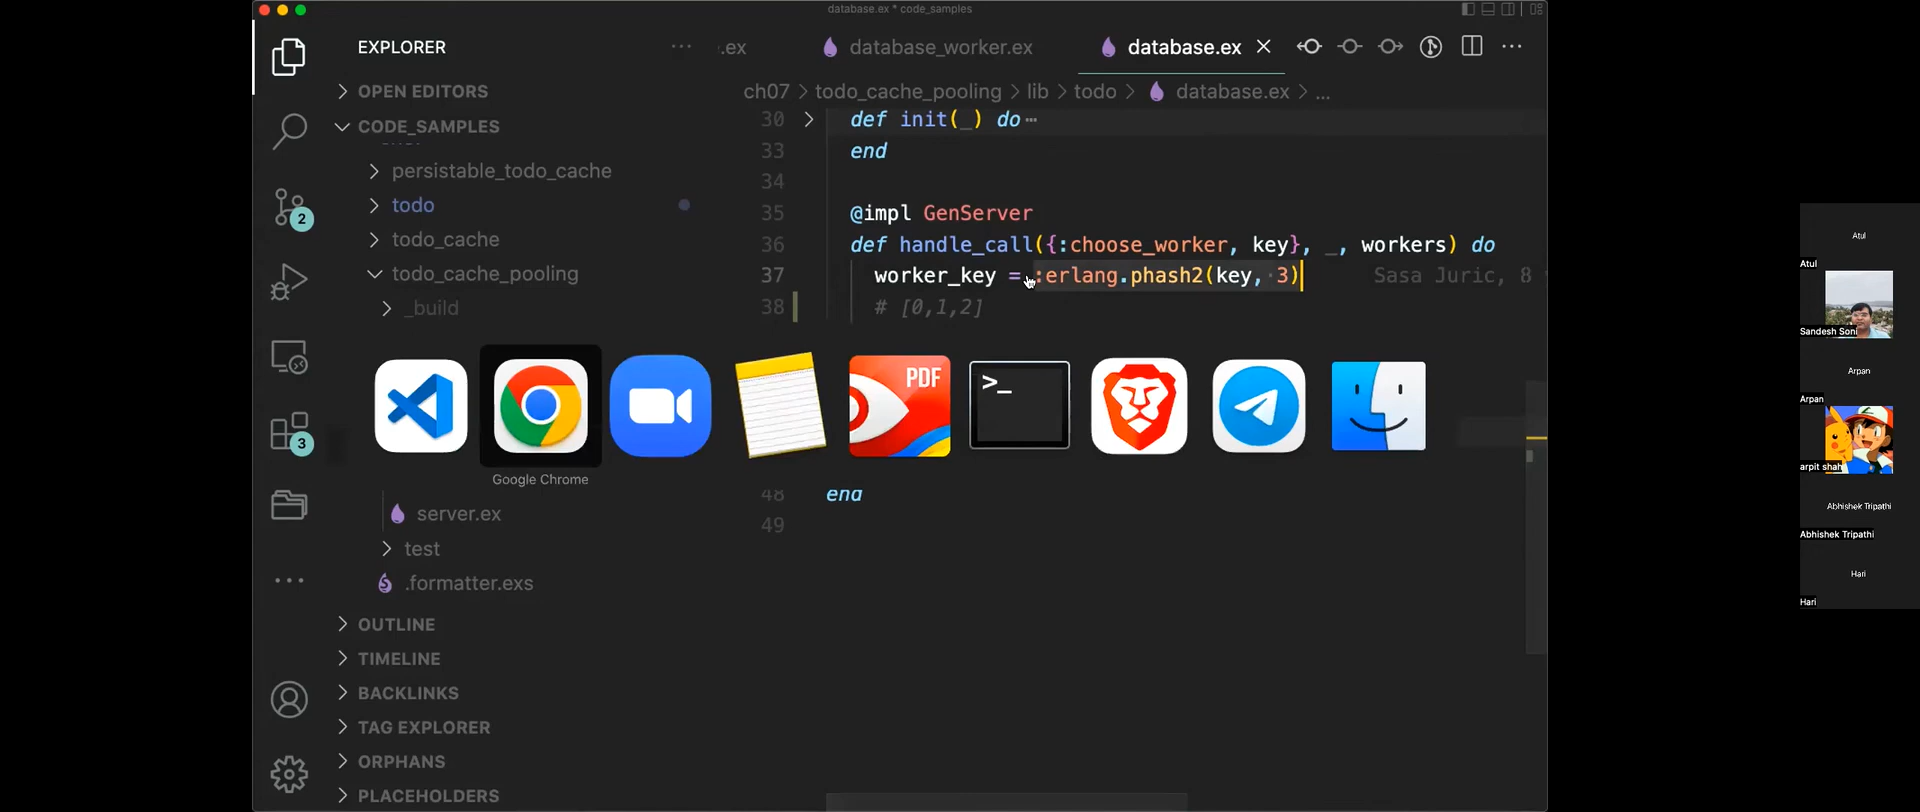 database.ex • code_samples
EXPLORER
OPEN EDITORS
CODE_SAMPLES
persistable_todo_cache
todo
todo_cache
todo_cache_pooling
_build
server.ex
test
.formatter.exs
OUTLINE
TIMELINE
BACKLINKS
TAG EXPLORER
ORPHANS
PLACEHOLDERS
2
3
.ex
database_worker.ex
database.ex
ch07 > todo_cache_pooling > lib > todo > database.ex > ...
30 def init(_) do
33 end
34
35 @impl GenServer
36 def handle_call({:choose_worker, key}, _, workers) do
37 worker_key = :erlang.phash2(key, 3) Sasa Juric, 8
38 # [0,1,2]
PDF
>_
Google Chrome
48 end
49
Atul
Atul
Sandesh Soni
Arpan
Arpan
arpit shah
Abhishek Tripathi
Abhishek Tripathi
Hari
Hari